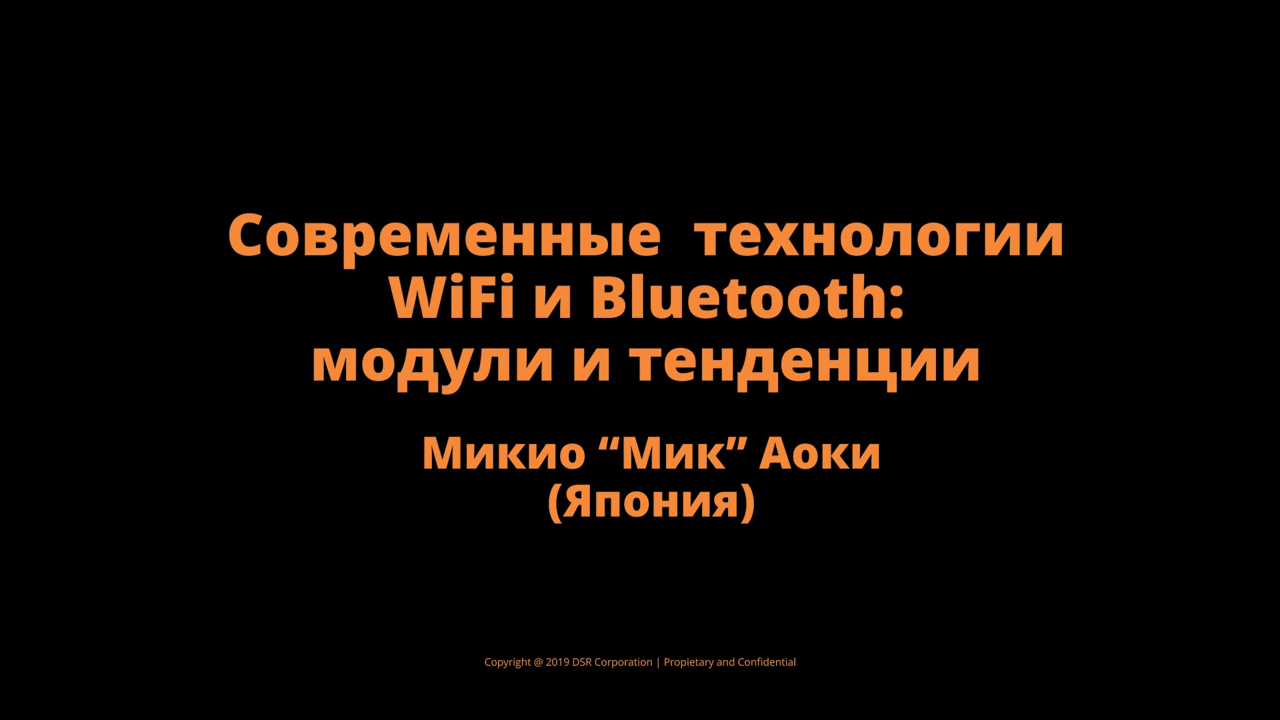 Современные технологии
WiFi и Bluetooth:
модули и тенденции
Микио “Мик” Аоки
(Япония)
Copyright @ 2019 DSR Corporation | Propietary and Confidential